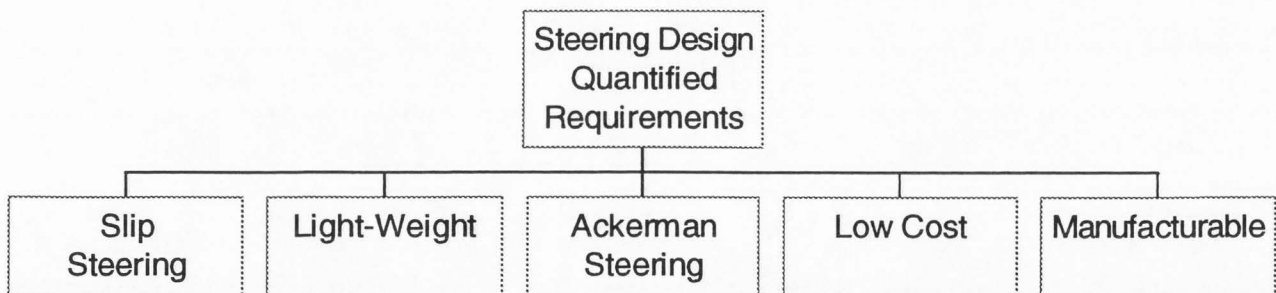 Steering Design
Quantified
Requirements
Slip
Steering
Light-Weight
Ackerman
Steering
Low Cost
Manufacturable